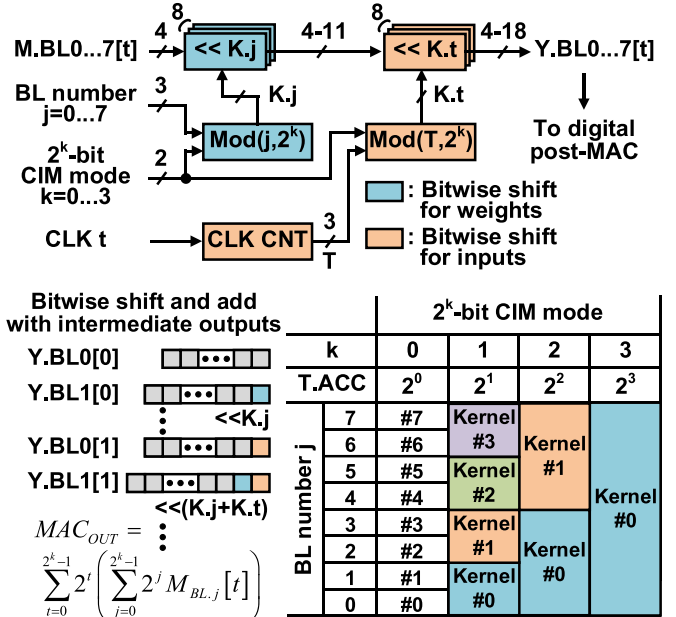 8 8
M.BL0...7[t] 4 << K.j 4-11 << K.t 4-18 Y.BL0...7[t]
K.j K.t
BL number
j=0...7 3
Mod(j,2^k) Mod(T,2^k)
To digital
post-MAC
2^k-bit
CIM mode 2
k=0...3
: Bitwise shift
for weights
CLK t CLK CNT 3
T
: Bitwise shift
for inputs
Bitwise shift and add
with intermediate outputs
Y.BL0[0] •••
Y.BL1[0] •••
<<K.j
Y.BL0[1] •••
Y.BL1[1] •••
<<(K.j+K.t)
MAC_OUT =
\sum_{t=0}^{2^k-1} 2^t \left( \sum_{j=0}^{2^k-1} 2^j M_{BL.j}[t] \right)
2^k-bit CIM mode
k 0 1 2 3
T.ACC 2^0 2^1 2^2 2^3
BL number j
7 #7 Kernel
6 #6 #3
5 #5 Kernel
4 #4 #2
Kernel
#1
3 #3 Kernel
2 #2 #1
1 #1 Kernel
0 #0 #0
Kernel
#0
Kernel
#0